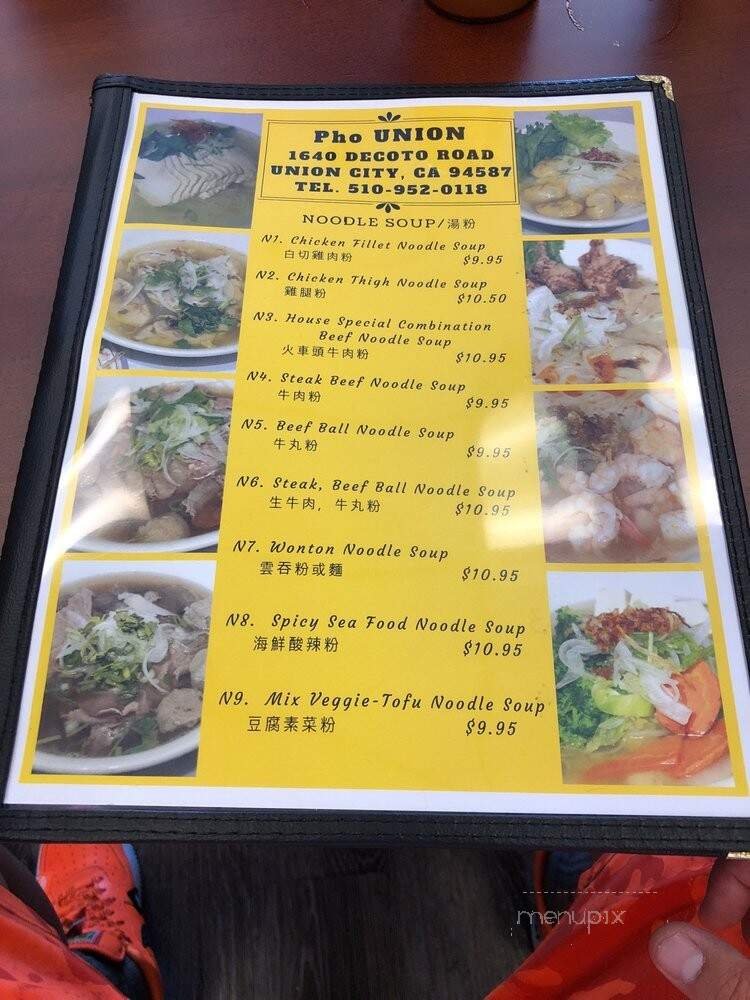 Pho UNION
1640 DECOTO ROAD
UNION CITY, CA 94587
TEL. 510-952-0118
NOODLE SOUP/湯粉
N1. Chicken Fillet Noodle Soup
白切雞肉粉 $9.95
N2. Chicken Thigh Noodle Soup
雞腿粉 $10.50
N3. House Special Combination
Beef Noodle Soup
火車頭牛肉粉 $10.95
N4. Steak Beef Noodle Soup
牛肉粉 $9.95
N5. Beef Ball Noodle Soup
牛丸粉 $9.95
N6. Steak, Beef Ball Noodle Soup
生牛肉, 牛丸粉 $10.95
N7. Wonton Noodle Soup
雲吞粉或麵 $10.95
N8. Spicy Sea Food Noodle Soup
海鮮酸辣粉 $10.95
N9. Mix Veggie-Tofu Noodle Soup
豆腐素菜粉 $9.95
menupix